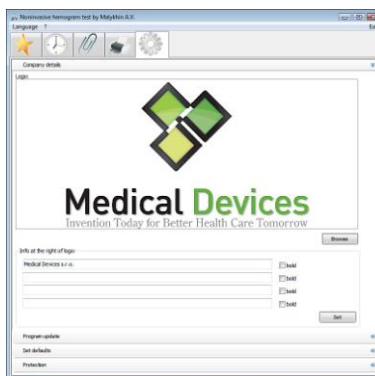 Noninvasive hemogram test by Malykhin A.V.
Language ?
Company details
Logo:
Medical Devices
Invention Today for Better Health Care Tomorrow
Browse
Info at the right of logo:
Medical Devices s.r.o.
bold
bold
bold
bold
Set
Program update
Set defaults
Protection